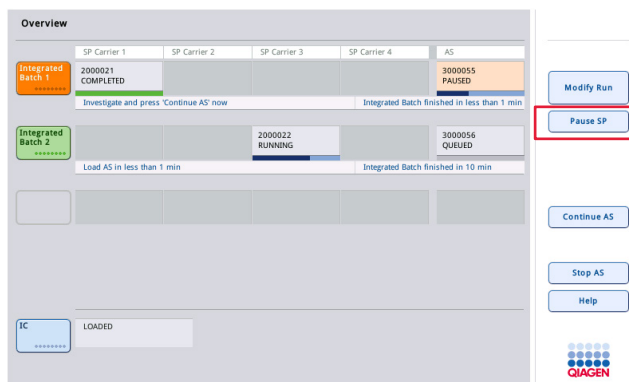 Overview
SP Carrier 1 SP Carrier 2 SP Carrier 3 SP Carrier 4 AS
Integrated
Batch 1
********
2000021
COMPLETED
3000055
PAUSED
Investigate and press 'Continue AS' now
Integrated Batch finished in less than 1 min
Integrated
Batch 2
********
2000022
RUNNING
3000056
QUEUED
Load AS in less than 1 min
Integrated Batch finished in 10 min
********
IC
********
LOADED
Modify Run
Pause SP
Continue AS
Stop AS
Help
QIAGEN